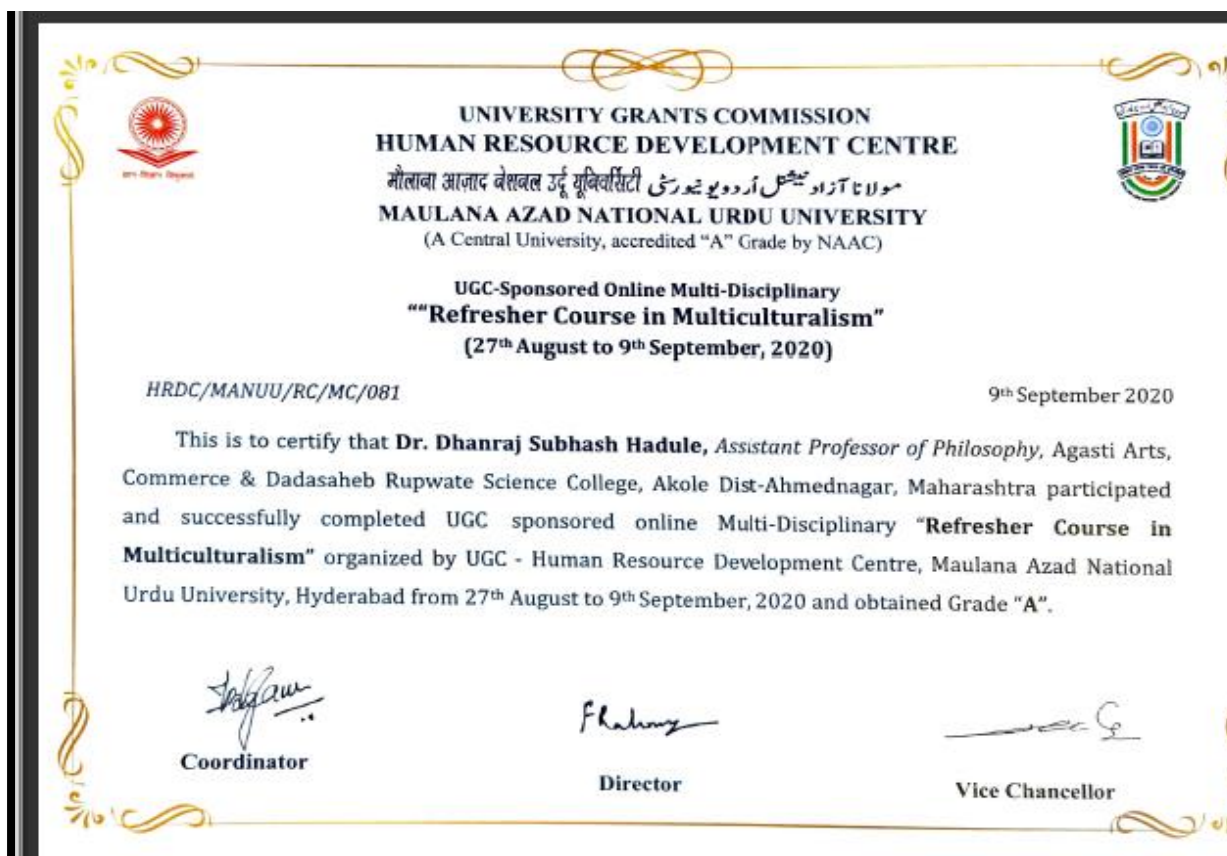 UNIVERSITY GRANTS COMMISSION
HUMAN RESOURCE DEVELOPMENT CENTRE
मौलाना आज़ाद नेशनल उर्दू यूनिवर्सिटी مولانا آزاد نیشنل اُردو یونیورسٹی
MAULANA AZAD NATIONAL URDU UNIVERSITY
(A Central University, accredited “A” Grade by NAAC)
UGC-Sponsored Online Multi-Disciplinary
““Refresher Course in Multiculturalism”
(27th August to 9th September, 2020)
HRDC/MANUU/RC/MC/081 9th September 2020
This is to certify that Dr. Dhanraj Subhash Hadule, Assistant Professor of Philosophy, Agasti Arts,
Commerce & Dadasaheb Rupwate Science College, Akole Dist-Ahmednagar, Maharashtra participated
and successfully completed UGC sponsored online Multi-Disciplinary “Refresher Course in
Multiculturalism” organized by UGC - Human Resource Development Centre, Maulana Azad National
Urdu University, Hyderabad from 27th August to 9th September, 2020 and obtained Grade “A”.
Coordinator
Director
Vice Chancellor